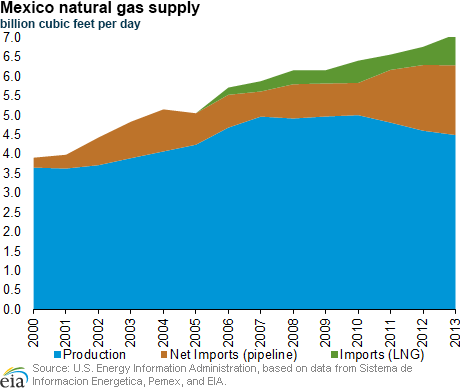 Mexico natural gas supply
billion cubic feet per day
7.0
6.5
6.0
5.5
5.0
4.5
4.0
3.5
3.0
2.5
2.0
1.5
1.0
0.5
0.0
2000 2001 2002 2003 2004 2005 2006 2007 2008 2009 2010 2011 2012 2013
Production Net Imports (pipeline) Imports (LNG)
eia Source: U.S. Energy Information Administration, based on data from Sistema de
Informacion Energetica, Pemex, and EIA.